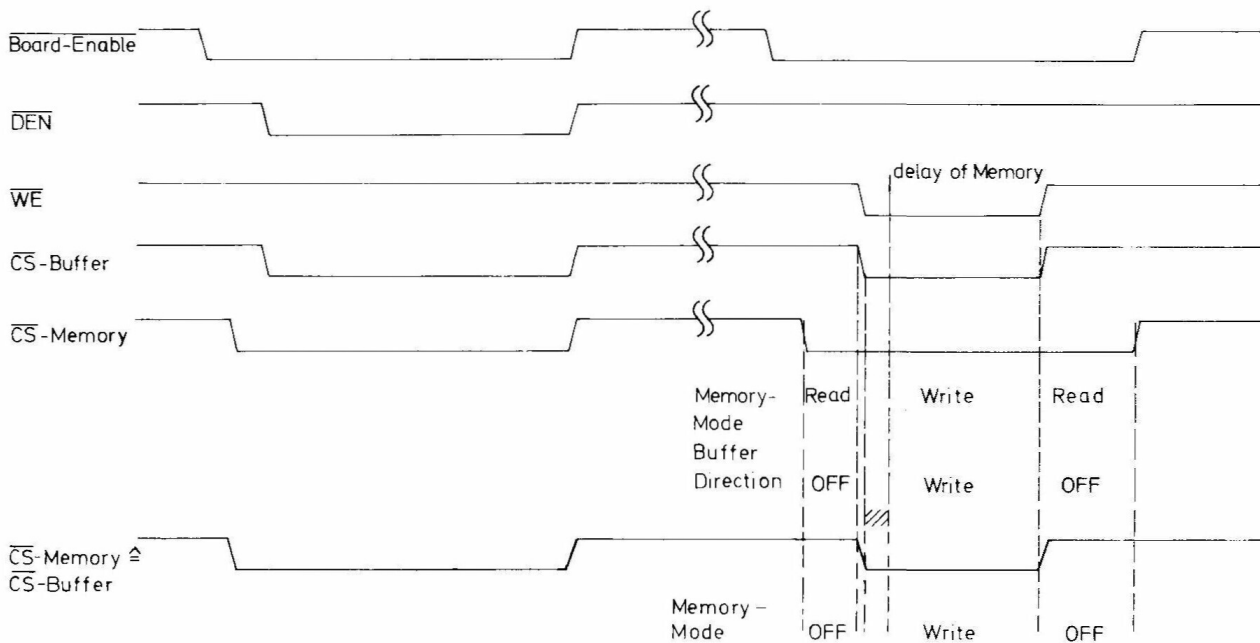 Board-Enable
DEN
delay of Memory
WE
CS-Buffer
CS-Memory
Memory- Read Write Read
Mode
Buffer
Direction OFF Write OFF
CS-Memory ≙
CS-Buffer
Memory- OFF Write OFF
Mode